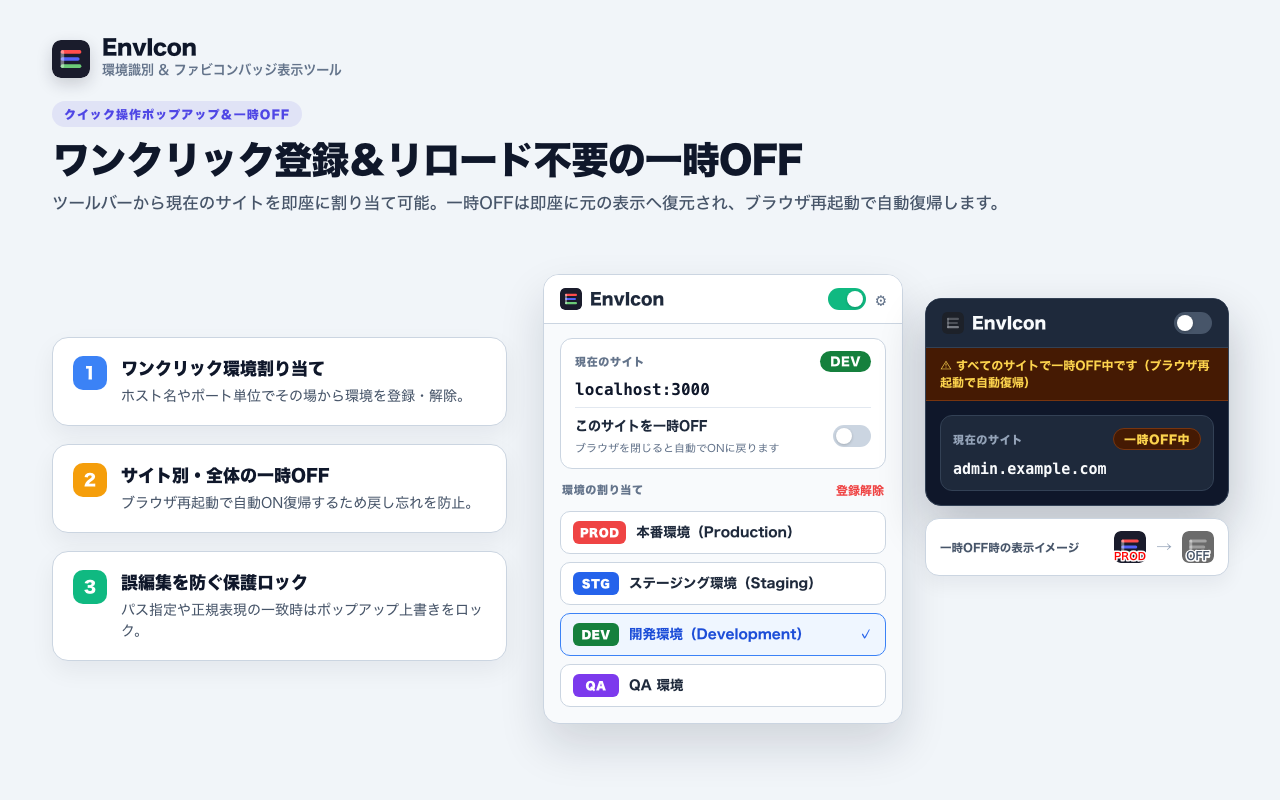 EnvIcon
環境識別 & ファビコンバッジ表示ツール
クイック操作ポップアップ&一時OFF
ワンクリック登録&リロード不要の一時OFF
ツールバーから現在のサイトを即座に割り当て可能。一時OFFは即座に元の表示へ復元され、ブラウザ再起動で自動復帰します。
1
ワンクリック環境割り当て
ホスト名やポート単位でその場から環境を登録・解除。
2
サイト別・全体の一時OFF
ブラウザ再起動で自動ON復帰するため戻し忘れを防止。
3
誤編集を防ぐ保護ロック
パス指定や正規表現の一致時はポップアップ上書きをロッ
ク。
EnvIcon
現在のサイト
DEV
localhost:3000
このサイトを一時OFF
ブラウザを閉じると自動でONに戻ります
環境の割り当て
登録解除
PROD 本番環境（Production）
STG ステージング環境（Staging）
DEV 開発環境（Development） ✓
QA QA 環境
EnvIcon
⚠ すべてのサイトで一時OFF中です（ブラウザ再
起動で自動復帰）
現在のサイト
一時OFF中
admin.example.com
一時OFF時の表示イメージ
PROD
→
OFF